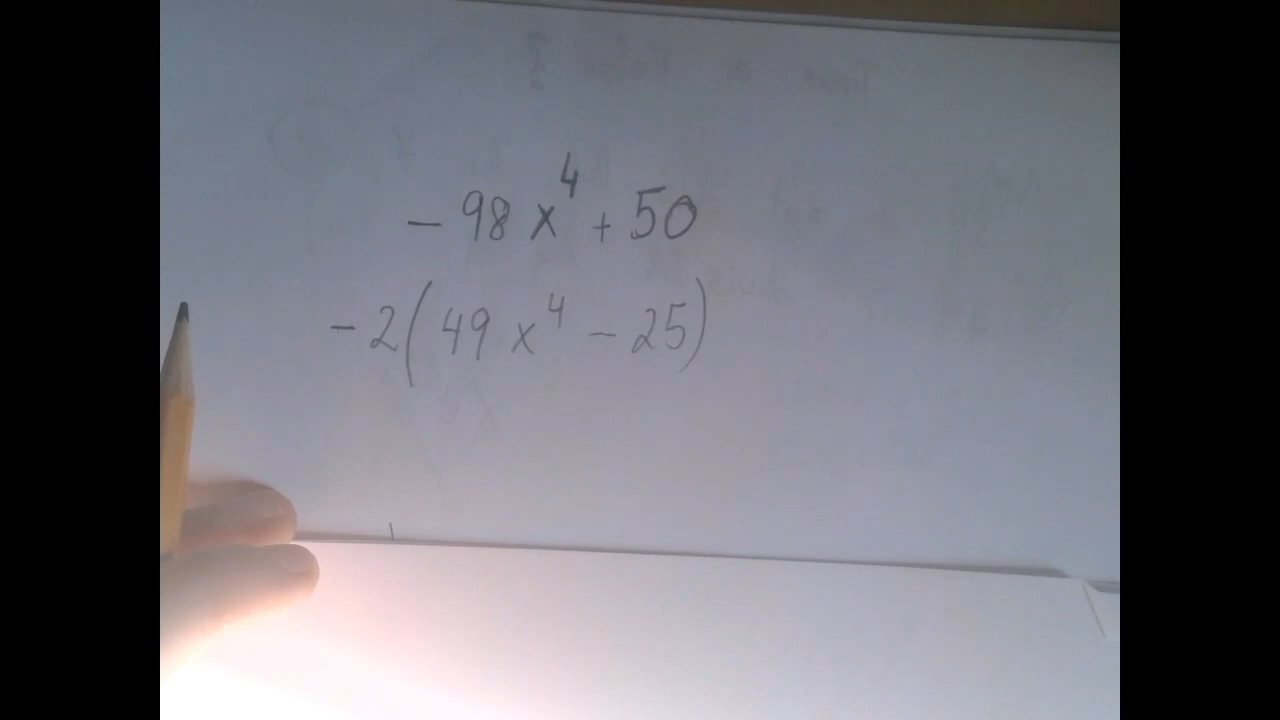 - 98x⁴ + 50
- 2(49x⁴ - 25)